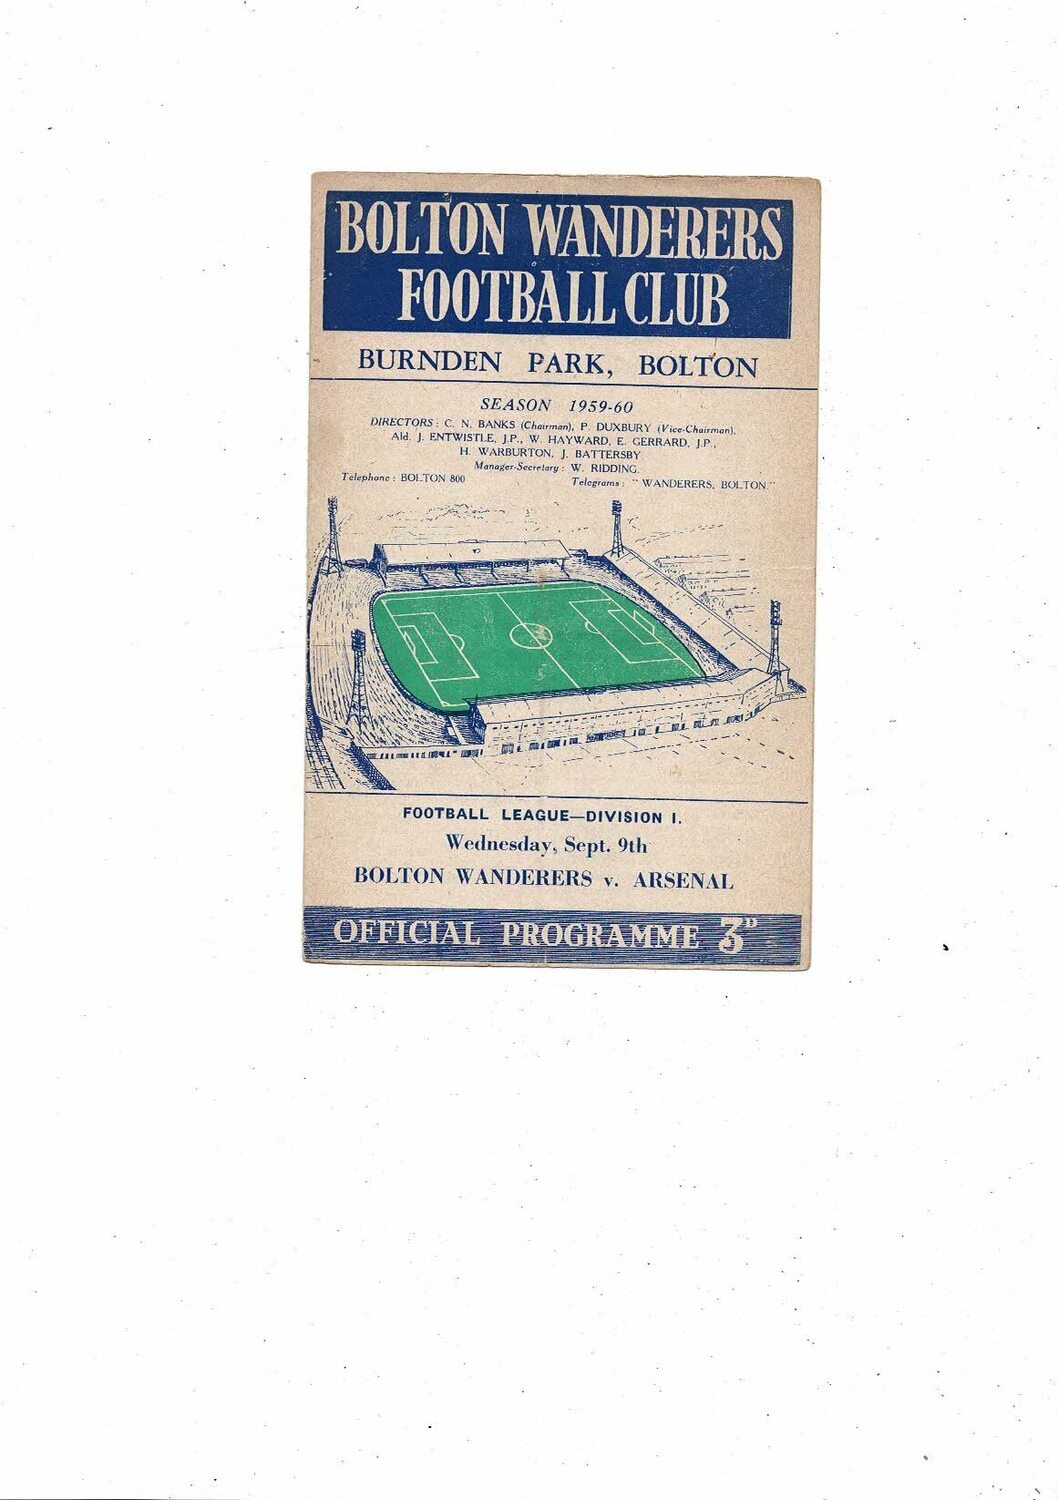 BOLTON WANDERERS
FOOTBALL CLUB
BURNDEN PARK, BOLTON
SEASON 1959-60
DIRECTORS: C. N. BANKS (Chairman), P. DUXBURY (Vice-Chairman),
Ald. J. ENTWISTLE, J.P., W. HAYWARD, E. GERRARD, J.P.,
H. WARBURTON, J. BATTERSBY.
Manager-Secretary: W. RIDDING.
Telephone: BOLTON 800 Telegrams: "WANDERERS, BOLTON."
FOOTBALL LEAGUE—DIVISION I.
Wednesday, Sept. 9th
BOLTON WANDERERS v. ARSENAL
OFFICIAL PROGRAMME 3D